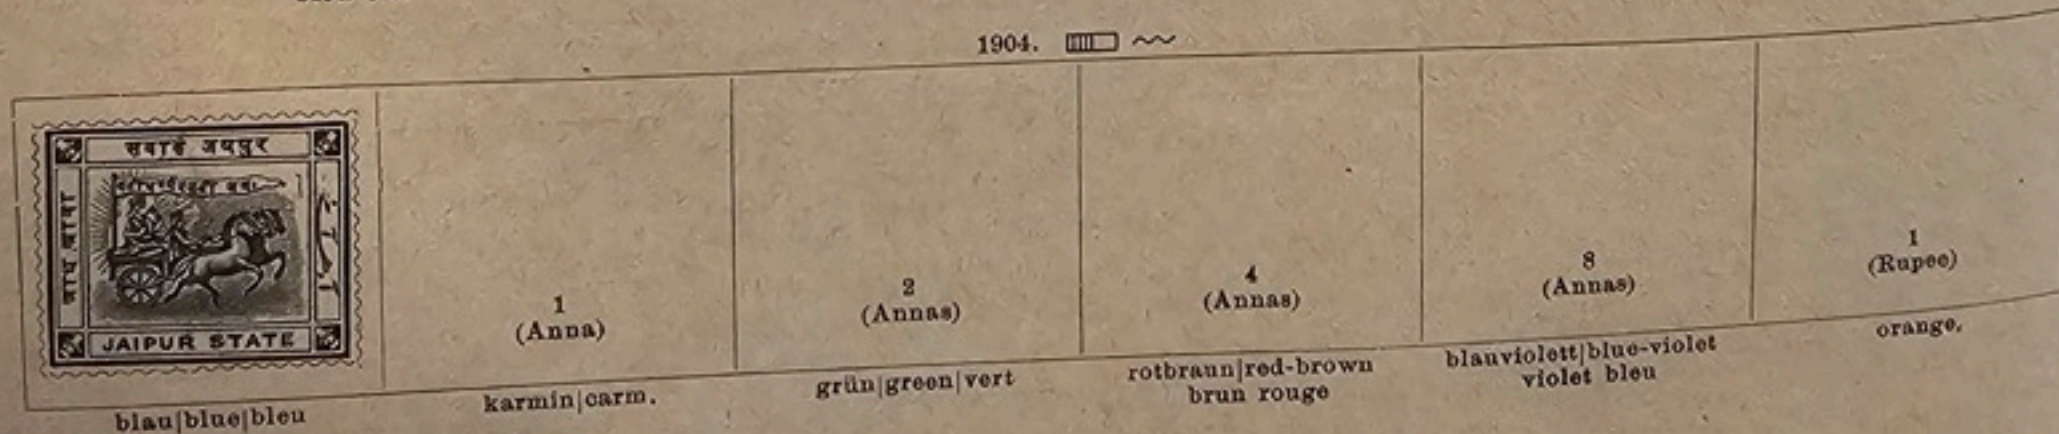 1904.
सवाई जयपुर
JAIPUR STATE
1
(Anna)
2
(Annas)
4
(Annas)
8
(Annas)
1
(Rupee)
blau|blue|bleu
karmin|carm.
grün|green|vert
rotbraun|red-brown
brun rouge
blauviolett|blue-violet
violet bleu
orange.